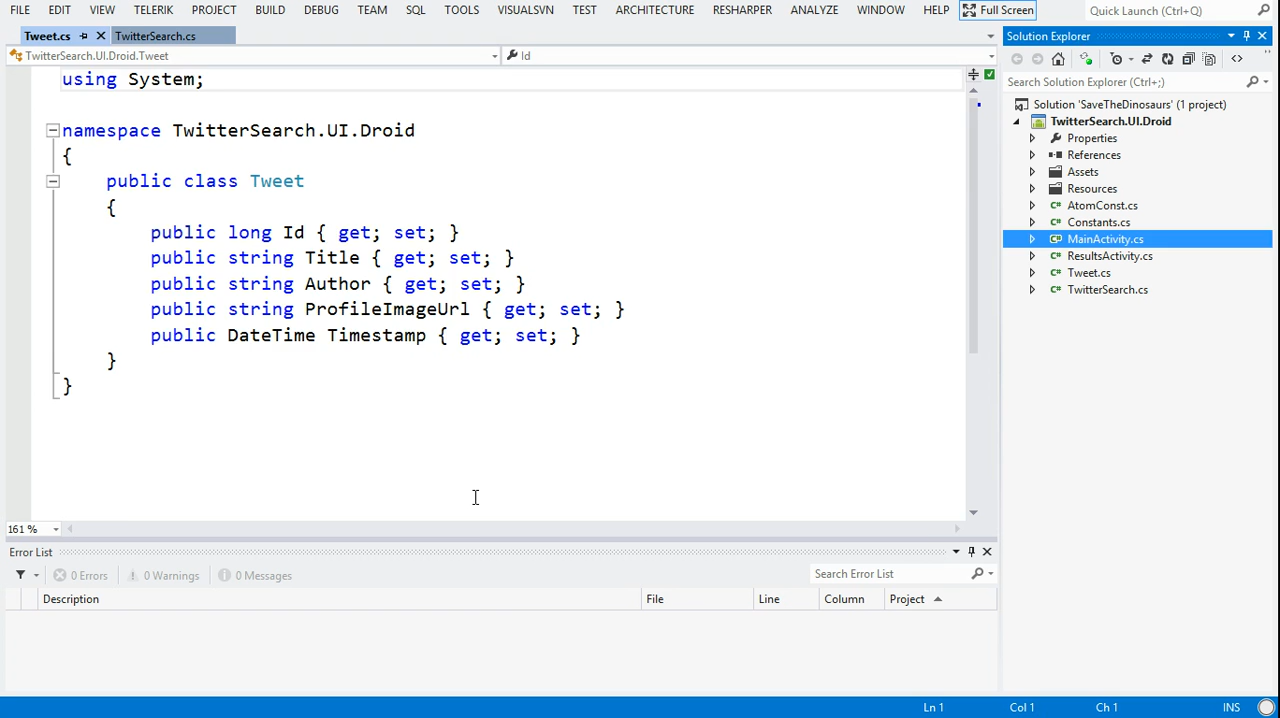 FILE EDIT VIEW TELERIK PROJECT BUILD DEBUG TEAM SQL TOOLS VISUALSVN TEST ARCHITECTURE RESHARPER ANALYZE WINDOW HELP Full Screen Quick Launch (Ctrl+Q)
Tweet.cs TwitterSearch.cs
TwitterSearch.UI.Droid.Tweet Id
using System;
namespace TwitterSearch.UI.Droid
{
public class Tweet
{
public long Id { get; set; }
public string Title { get; set; }
public string Author { get; set; }
public string ProfileImageUrl { get; set; }
public DateTime Timestamp { get; set; }
}
}
161 %
Error List
0 Errors 0 Warnings 0 Messages Search Error List
Description File Line Column Project
Solution Explorer
Search Solution Explorer (Ctrl+;)
Solution 'SaveTheDinosaurs' (1 project)
TwitterSearch.UI.Droid
Properties
References
Assets
Resources
C# AtomConst.cs
C# Constants.cs
C# MainActivity.cs
C# ResultsActivity.cs
C# Tweet.cs
C# TwitterSearch.cs
Ln 1 Col 1 Ch 1 INS